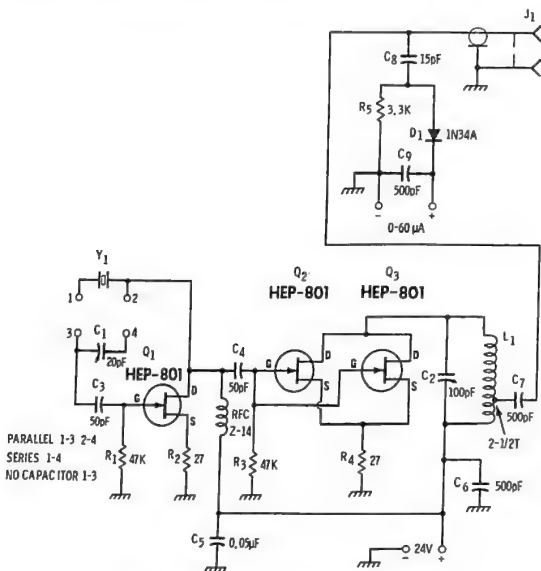 J1
C8 15pF
R5 3.3K
D1 1N34A
C9
500pF
- +
0-60 µA
Y1
1 2
3 4
C1
20pF
Q1
HEP-801
C3
50pF
G D S
R1 47K
R2 27
PARALLEL 1-3 2-4
SERIES 1-4
NO CAPACITOR 1-3
C4
50pF
RFC
2-14
R3 47K
C5 0.05µF
Q2
HEP-801
G D S
Q3
HEP-801
G D S
R4 27
C2 100pF
L1
C7
500pF
2-1/2T
C6 500pF
- 24V +